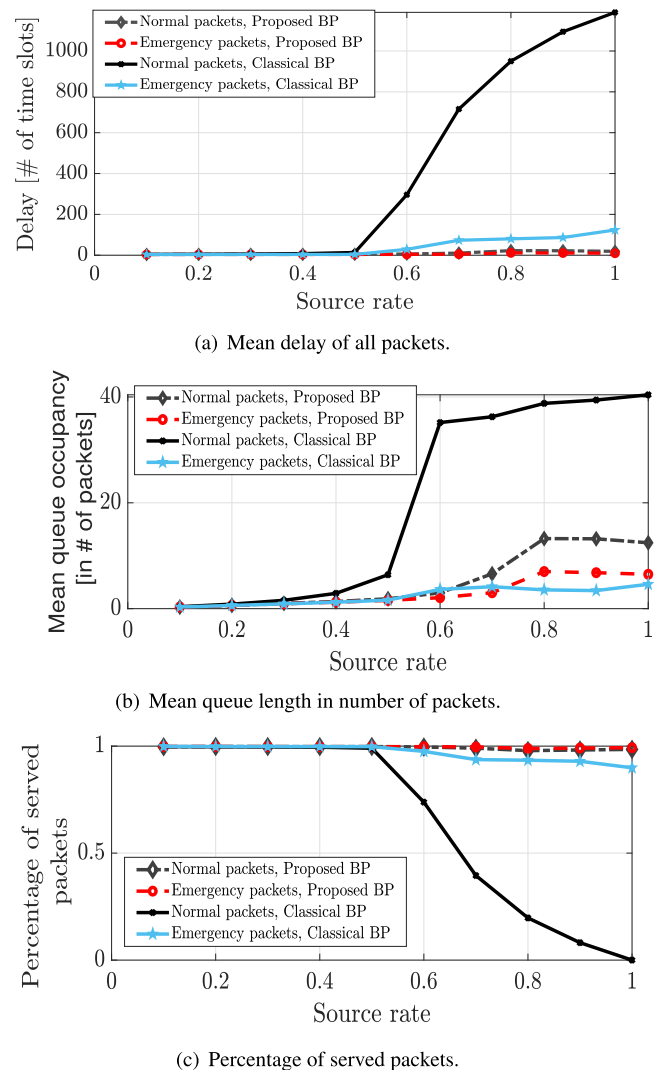 Normal packets, Proposed BP
Emergency packets, Proposed BP
Normal packets, Classical BP
Emergency packets, Classical BP
Delay [# of time slots]
1000
800
600
400
200
0
0 0.2 0.4 0.6 0.8 1
Source rate
(a) Mean delay of all packets.
Normal packets, Proposed BP
Emergency packets, Proposed BP
Normal packets, Classical BP
Emergency packets, Classical BP
Mean queue occupancy
[in # of packets]
40
20
0
0 0.2 0.4 0.6 0.8 1
Source rate
(b) Mean queue length in number of packets.
Percentage of served
packets
1
0.5
0
Normal packets, Proposed BP
Emergency packets, Proposed BP
Normal packets, Classical BP
Emergency packets, Classical BP
0 0.2 0.4 0.6 0.8 1
Source rate
(c) Percentage of served packets.